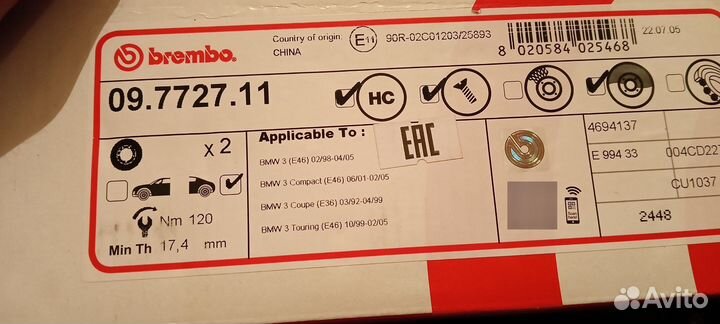 brembo.
Country of origin:
CHINA
E11 90R-02C01203/25893
8 020584 025468
22.07.05
09.7727.11
HC
x 2
Applicable To :
EAC
BMW 3 (E46) 02/98-04/05
BMW 3 Compact (E46) 06/01-02/05
BMW 3 Coupe (E36) 03/92-04/99
BMW 3 Touring (E46) 10/99-02/05
Nm 120
Min Th 17,4 mm
4694137
E 994 33 004CD227
CU1037
2448
Avito